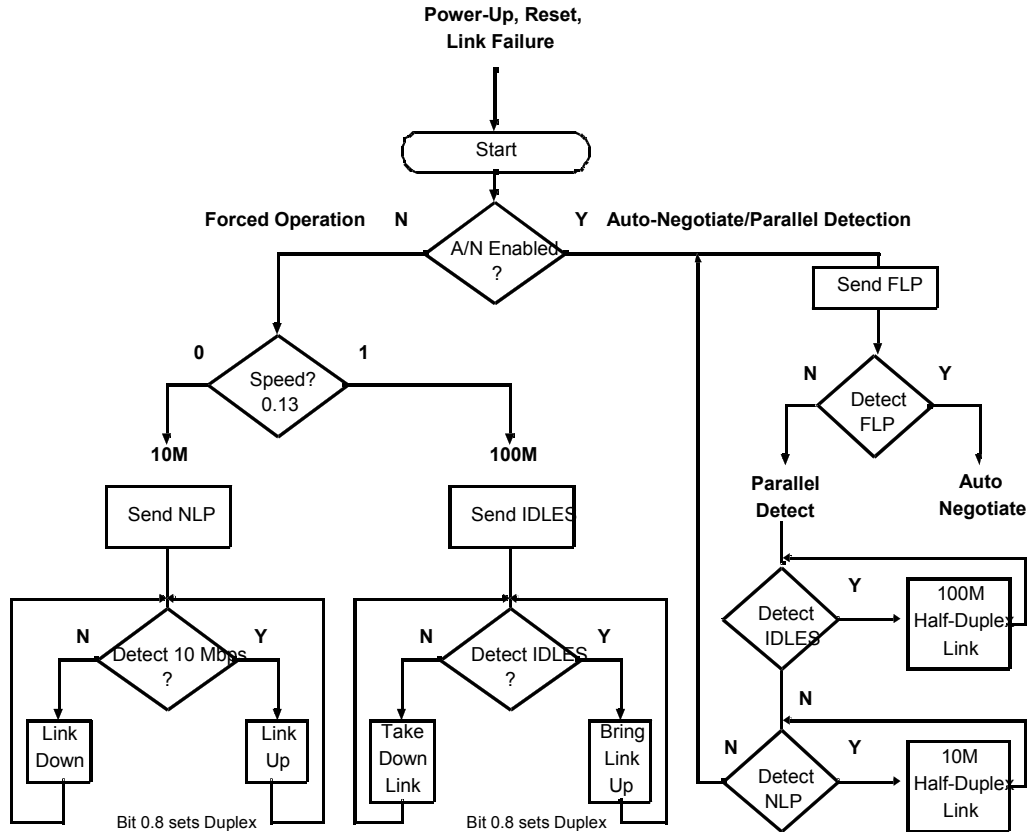 Power-Up, Reset,
Link Failure
Start
Forced Operation N
Y Auto-Negotiate/Parallel Detection
A/N Enabled
?
Send FLP
0
1
Speed?
0.13
N
Y
Detect
FLP
10M
100M
Parallel
Detect
Auto
Negotiate
Send NLP
Send IDLES
N
Y
Detect 10 Mbps
?
N
Y
Detect IDLES
?
Y
Detect
IDLES
100M
Half-Duplex
Link
N
Link
Down
Link
Up
Take
Down
Link
Bring
Link
Up
N
Y
Detect
NLP
10M
Half-Duplex
Link
Bit 0.8 sets Duplex
Bit 0.8 sets Duplex